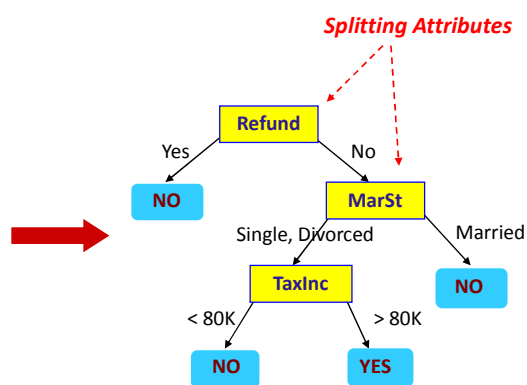 Splitting Attributes
Refund
Yes
No
NO
MarSt
Single, Divorced
Married
TaxInc
NO
< 80K
> 80K
NO
YES